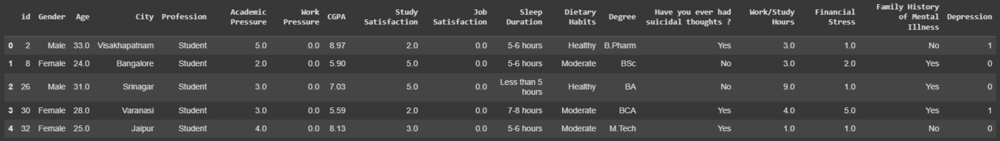 id Gender Age City Profession Academic Pressure Work Pressure CGPA Study Satisfaction Job Satisfaction Sleep Duration Dietary Habits Degree Have you ever had suicidal thoughts ? Work/Study Hours Financial Stress Family History of Mental Illness Depression
0 2 Male 33.0 Visakhapatnam Student 5.0 0.0 8.97 2.0 0.0 5-6 hours Healthy B.Pharm Yes 3.0 1.0 No 1
1 8 Female 24.0 Bangalore Student 2.0 0.0 5.90 5.0 0.0 5-6 hours Moderate BSc No 3.0 2.0 Yes 0
2 26 Male 31.0 Srinagar Student 3.0 0.0 7.03 5.0 0.0 Less than 5 hours Healthy BA No 9.0 1.0 Yes 0
3 30 Female 28.0 Varanasi Student 3.0 0.0 5.59 2.0 0.0 7-8 hours Moderate BCA Yes 4.0 5.0 Yes 1
4 32 Female 25.0 Jaipur Student 4.0 0.0 8.13 3.0 0.0 5-6 hours Moderate M.Tech Yes 1.0 1.0 No 0